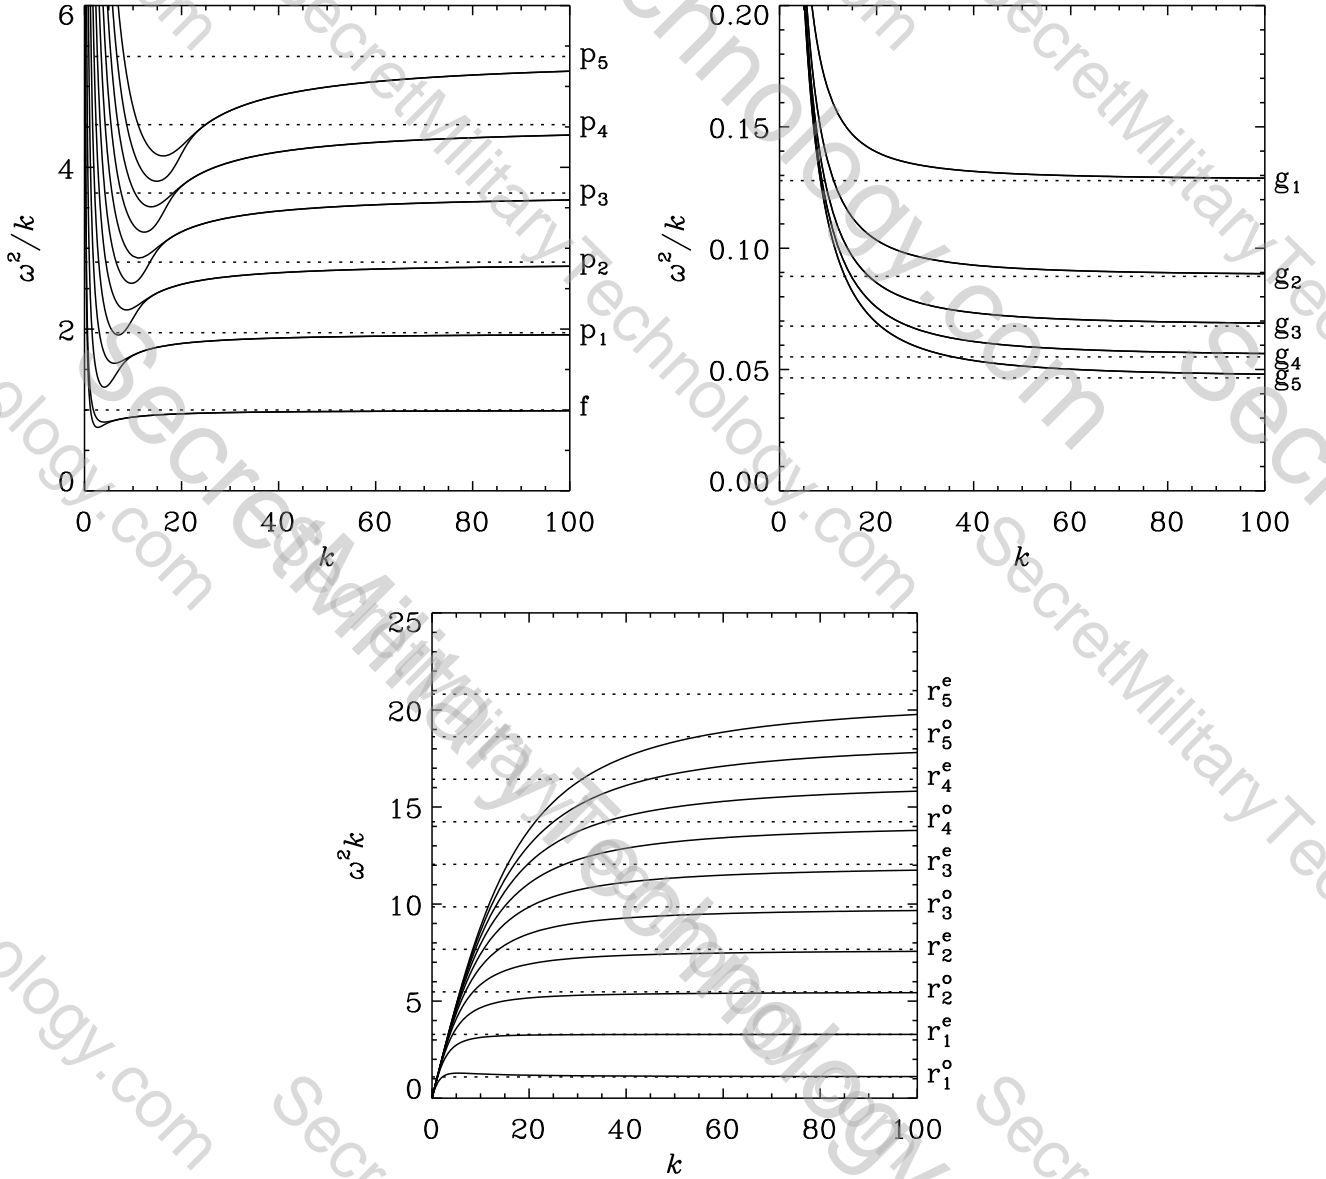 6
4
2
0
ω²/k
p₅
p₄
p₃
p₂
p₁
f
0 20 40 60 80 100
k
0.20
0.15
0.10
0.05
0.00
ω²/k
g₁
g₂
g₃
g₄
g₅
0 20 40 60 80 100
k
25
20
15
10
5
0
ω²k
r₅ᵉ
r₅ᵒ
r₄ᵉ
r₄ᵒ
r₃ᵉ
r₃ᵒ
r₂ᵉ
r₂ᵒ
r₁ᵉ
r₁ᵒ
0 20 40 60 80 100
k
SecretMilitaryTechnology.com